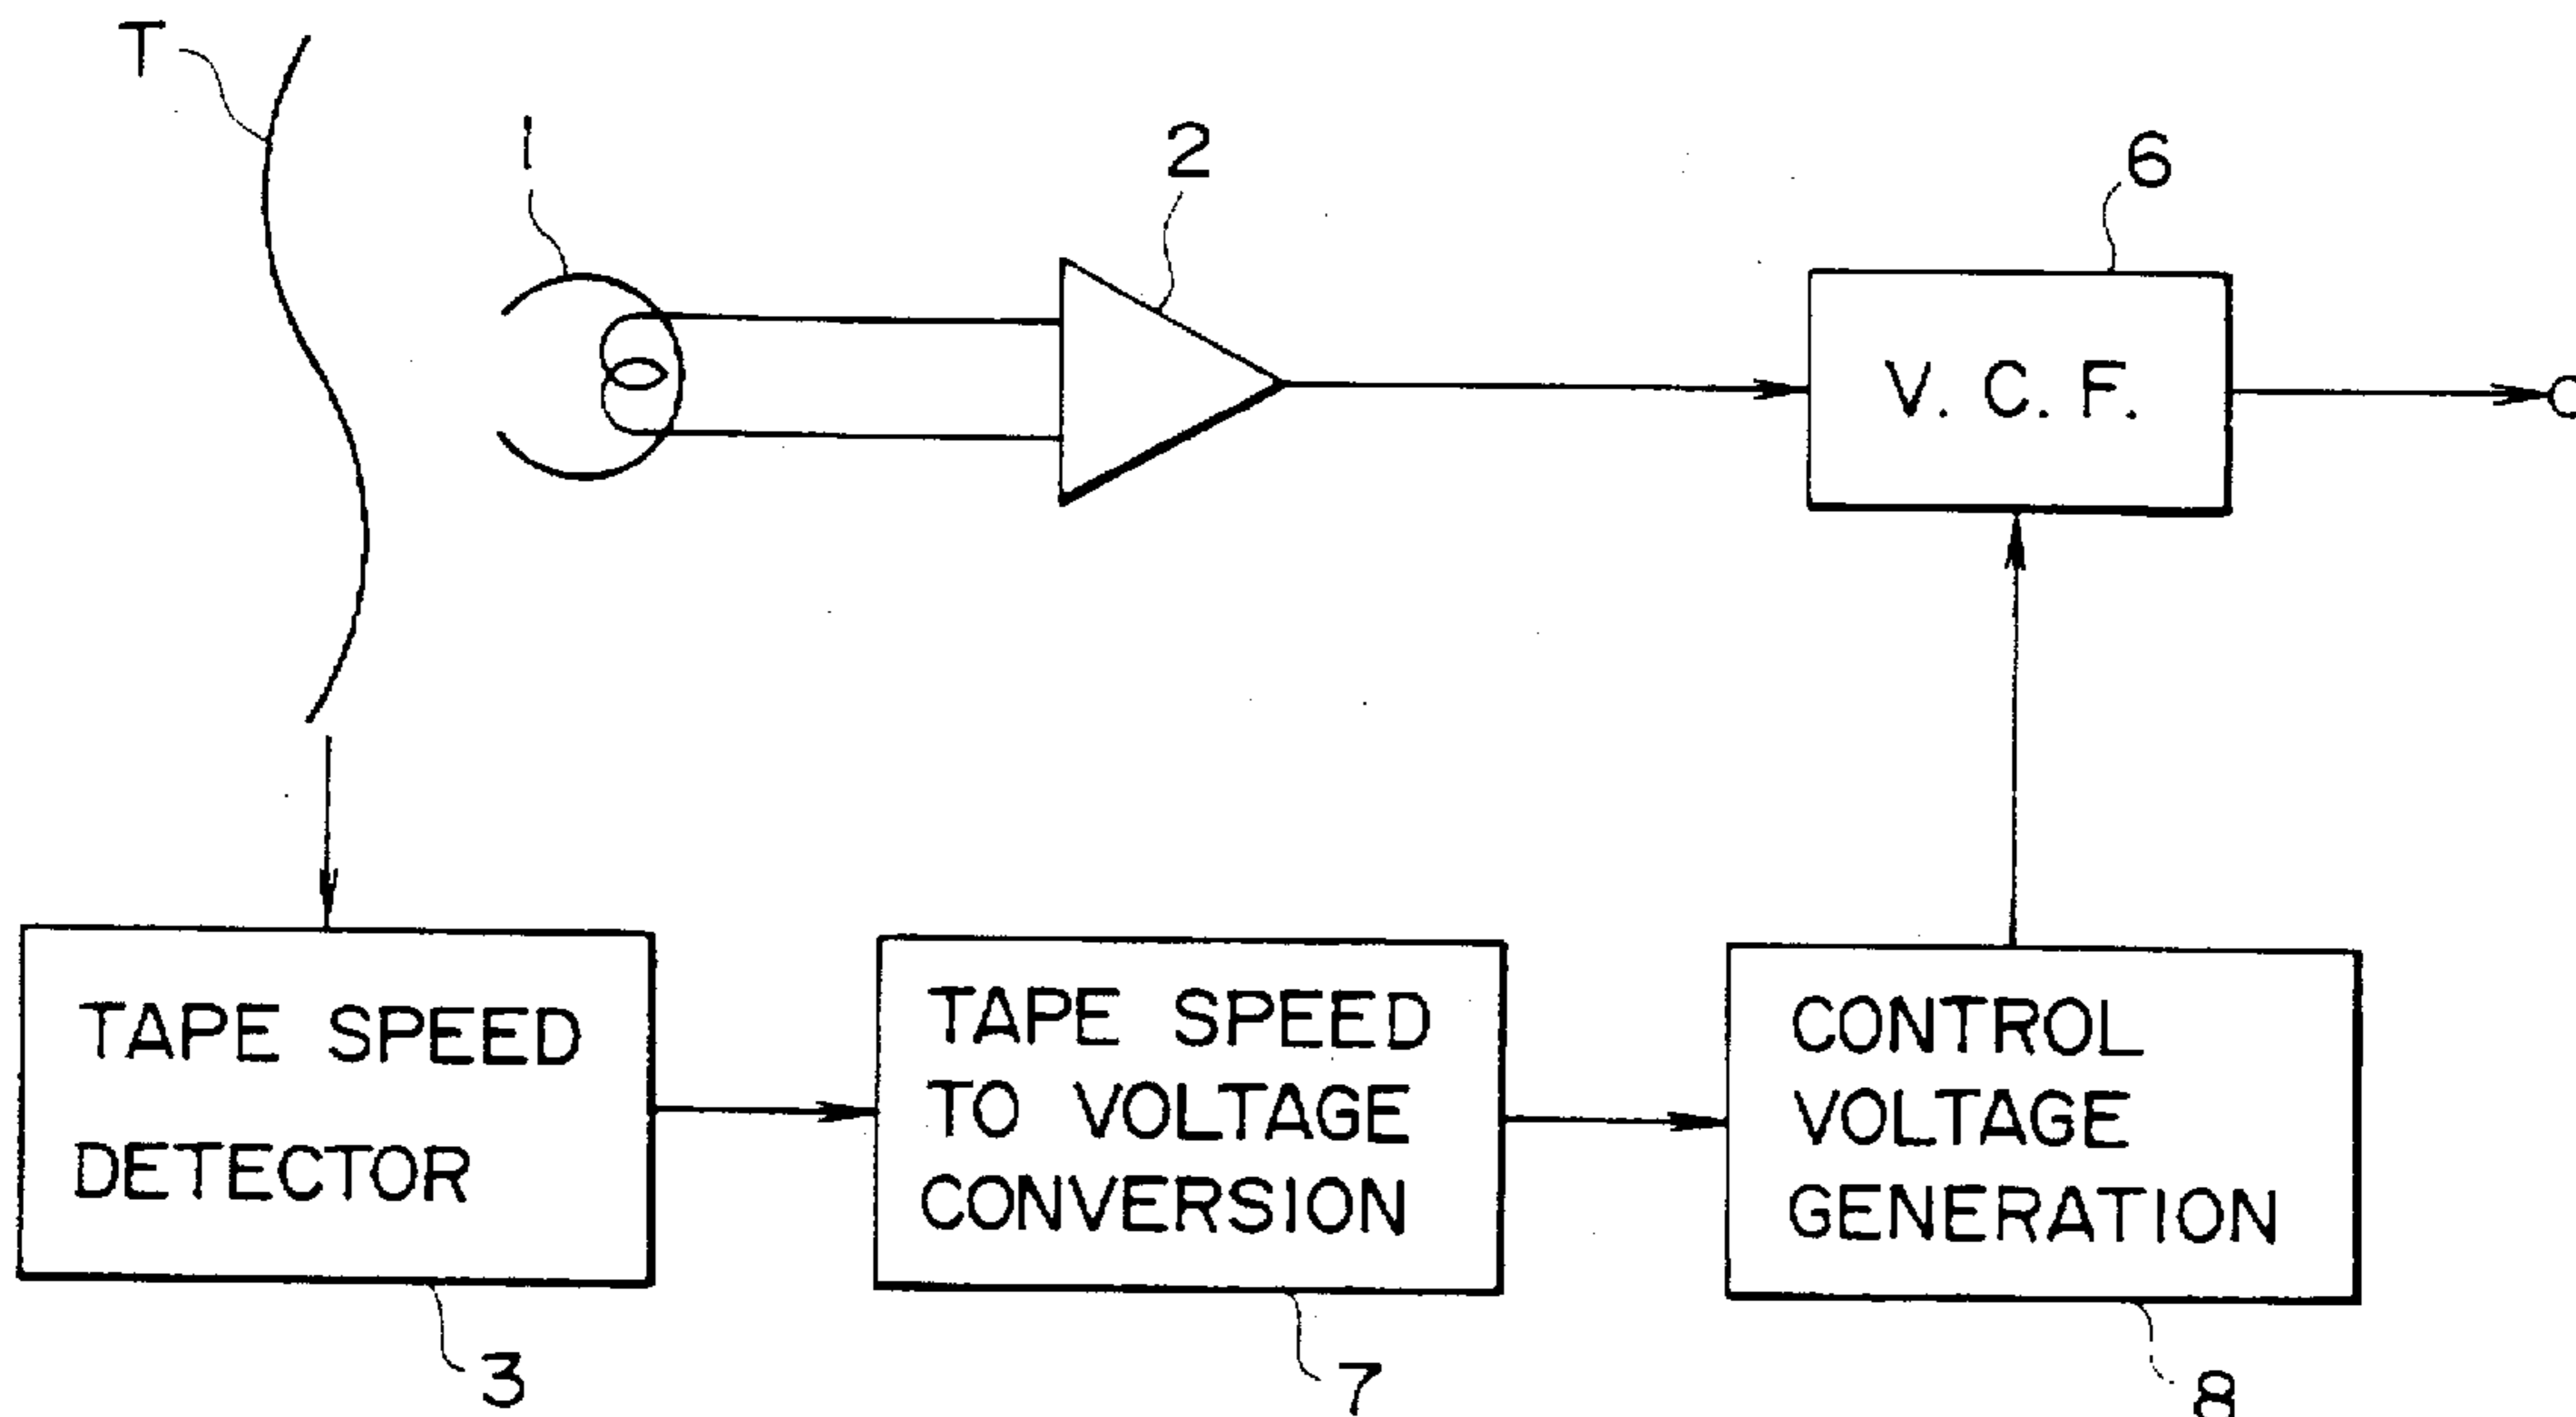 T
1
2
6
V. C. F.
TAPE SPEED
DETECTOR
TAPE SPEED
TO VOLTAGE
CONVERSION
CONTROL
VOLTAGE
GENERATION
3
7
8